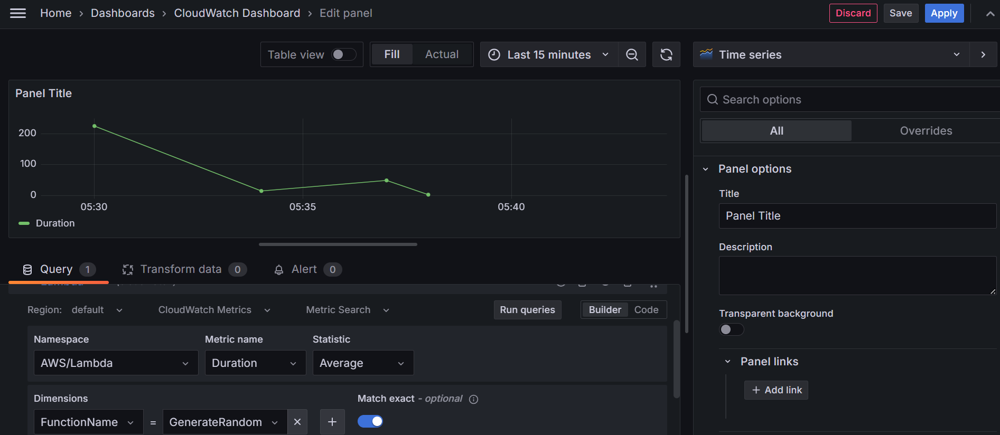 Home › Dashboards › CloudWatch Dashboard › Edit panel
Discard Save Apply
Table view Fill Actual Last 15 minutes Time series
Panel Title
200
100
0
05:30 05:35 05:40
Duration
Query 1 Transform data 0 Alert 0
Region: default CloudWatch Metrics Metric Search Run queries Builder Code
Namespace Metric name Statistic
AWS/Lambda Duration Average
Dimensions Match exact - optional
FunctionName = GenerateRandom
Search options
All Overrides
Panel options
Title
Panel Title
Description
Transparent background
Panel links
+ Add link